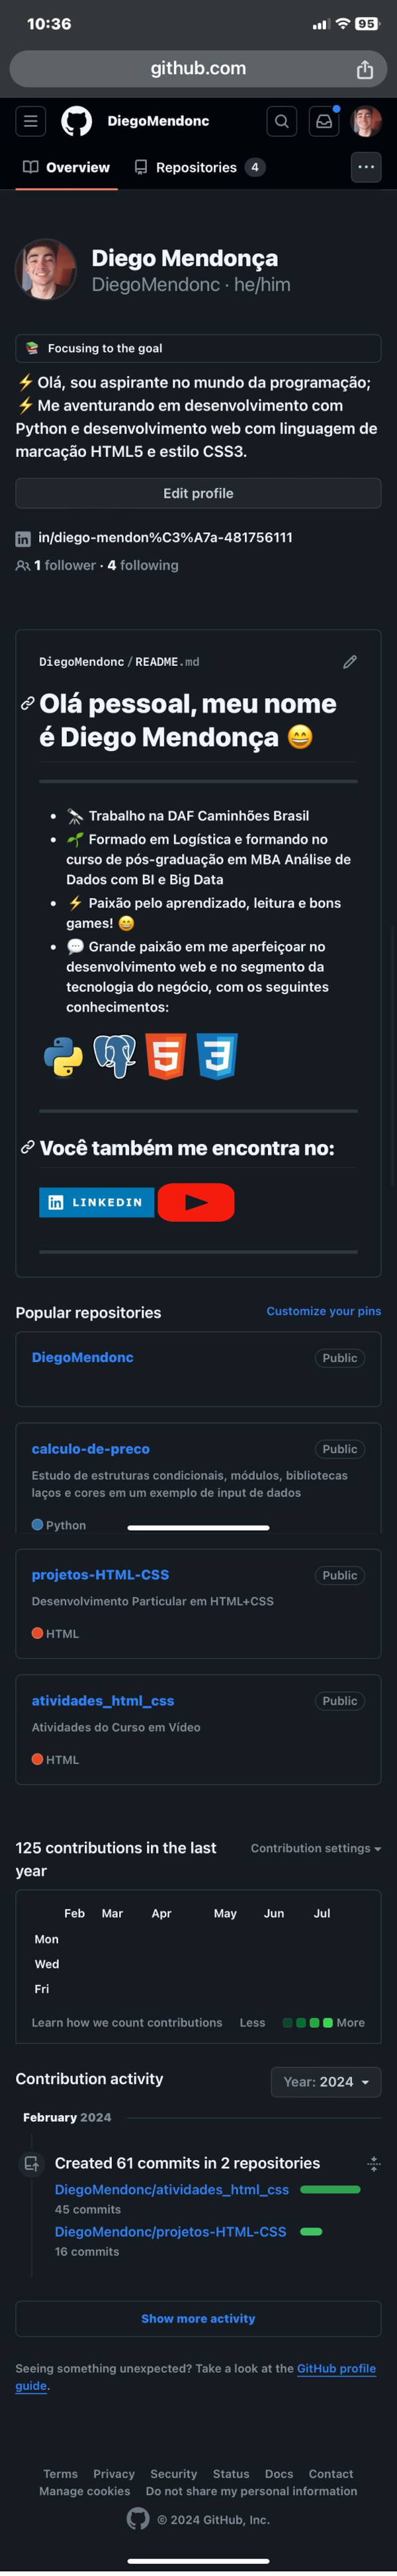 10:36
95
github.com
DiegoMendonc
Overview
Repositories 4
Diego Mendonça
DiegoMendonc · he/him
📚 Focusing to the goal
⚡ Olá, sou aspirante no mundo da programação;
⚡ Me aventurando em desenvolvimento com
Python e desenvolvimento web com linguagem de
marcação HTML5 e estilo CSS3.
Edit profile
in/diego-mendon%C3%A7a-481756111
1 follower · 4 following
DiegoMendonc / README.md
Olá pessoal, meu nome
é Diego Mendonça 😄
• 🔭 Trabalho na DAF Caminhões Brasil
• 🌱 Formado em Logística e formando no
curso de pós-graduação em MBA Análise de
Dados com BI e Big Data
• ⚡ Paixão pelo aprendizado, leitura e bons
games! 😄
• 💬 Grande paixão em me aperfeiçoar no
desenvolvimento web e no segmento da
tecnologia do negócio, com os seguintes
conhecimentos:
5 3
Você também me encontra no:
in LINKEDIN
Popular repositories
Customize your pins
DiegoMendonc
Public
calculo-de-preco
Public
Estudo de estruturas condicionais, módulos, bibliotecas
laços e cores em um exemplo de input de dados
Python
projetos-HTML-CSS
Public
Desenvolvimento Particular em HTML+CSS
HTML
atividades_html_css
Public
Atividades do Curso em Vídeo
HTML
125 contributions in the last
year
Contribution settings
Feb Mar Apr May Jun Jul
Mon
Wed
Fri
Learn how we count contributions
Less
More
Contribution activity
Year: 2024
February 2024
Created 61 commits in 2 repositories
DiegoMendonc/atividades_html_css
45 commits
DiegoMendonc/projetos-HTML-CSS
16 commits
Show more activity
Seeing something unexpected? Take a look at the GitHub profile
guide.
Terms Privacy Security Status Docs Contact
Manage cookies Do not share my personal information
© 2024 GitHub, Inc.